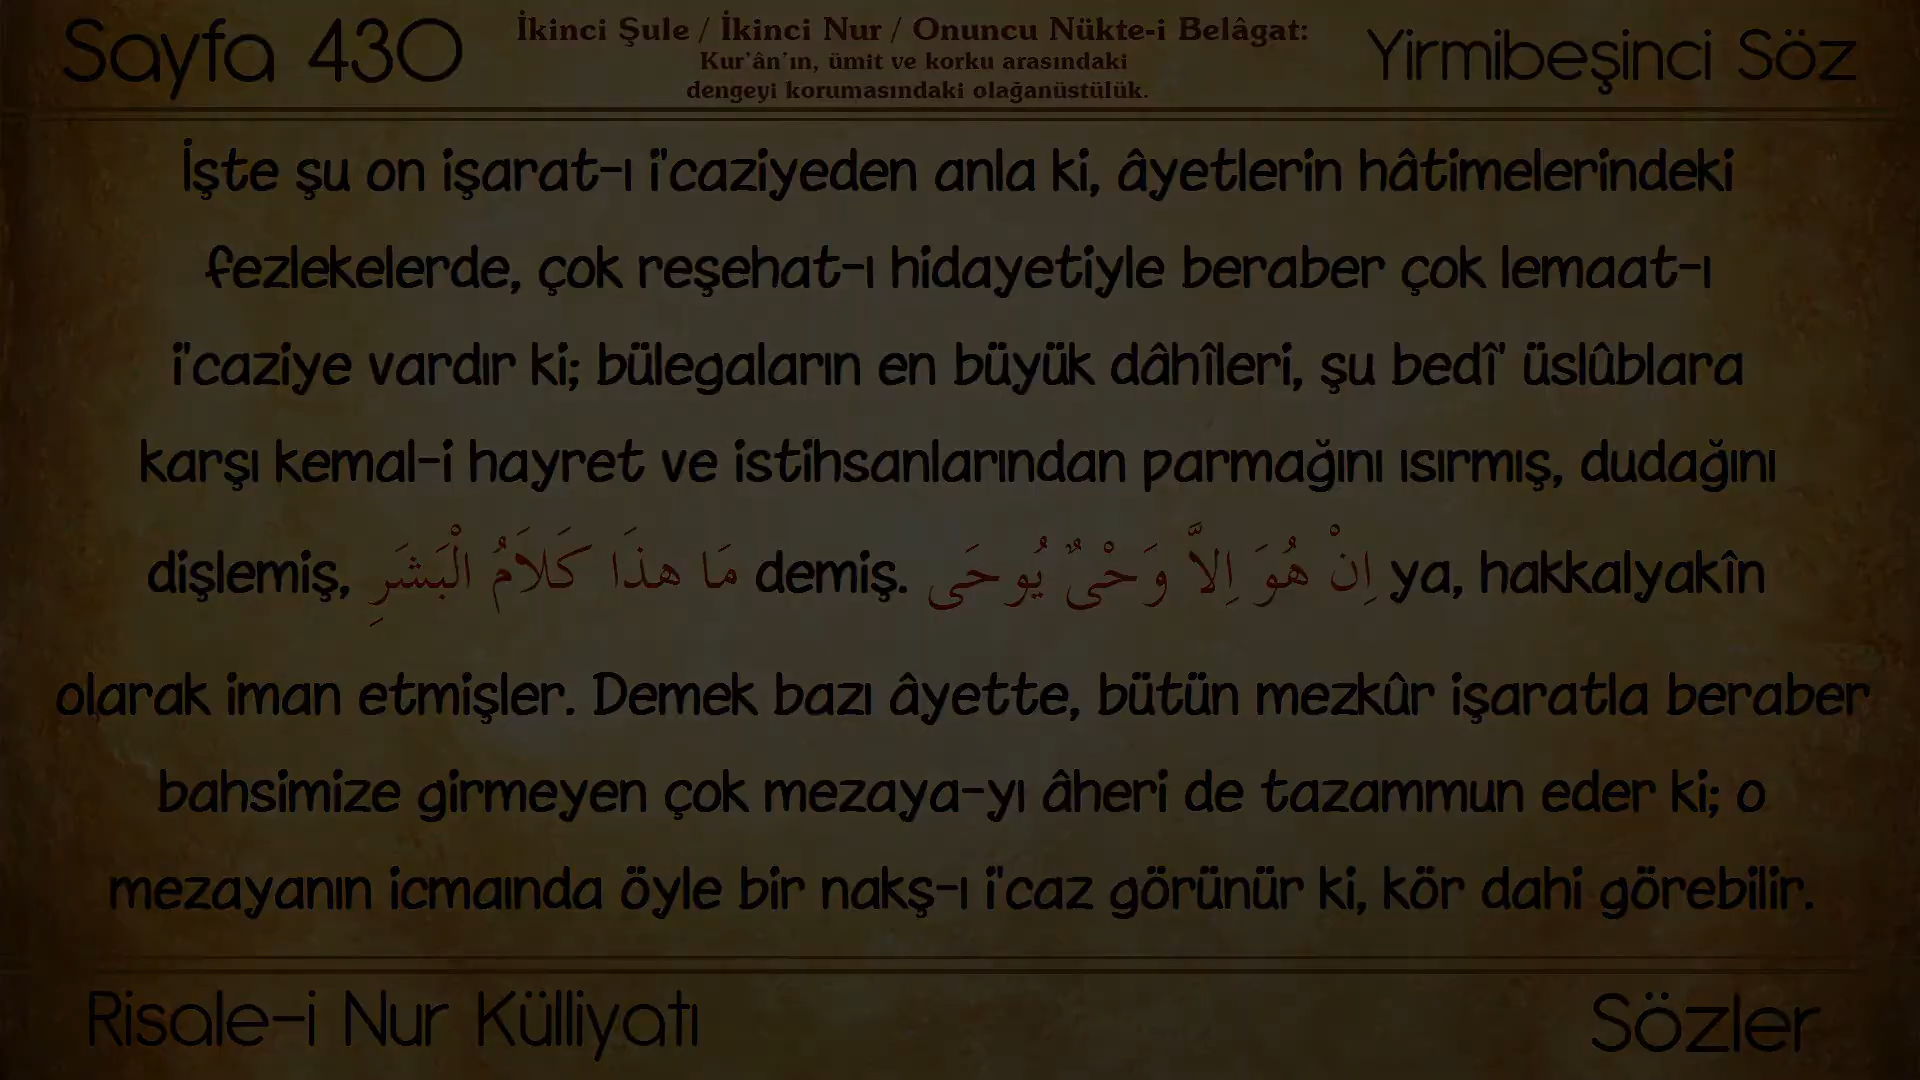 Sayfa 430
İkinci Şule / İkinci Nur / Onuncu Nükte-i Belâgat:
Kur'ân'ın, ümit ve korku arasındaki
dengeyi korumasındaki olağanüstülük.
Yirmibeşinci Söz
İşte şu on işarat-ı i'caziyeden anla ki, âyetlerin hâtimelerindeki
fezlekelerde, çok reşehat-ı hidayetiyle beraber çok lemaat-ı
i'caziye vardır ki; bülegaların en büyük dâhîleri, şu bedî' üslûblara
karşı kemal-i hayret ve istihsanlarından parmağını ısırmış, dudağını
dişlemiş, مَا هذَا كَلاَمُ الْبَشَرِ demiş. اِنْ هُوَ اِلاَّ وَحْىٌ يُوحَى ya, hakkalyakîn
olarak iman etmişler. Demek bazı âyette, bütün mezkûr işaratla beraber
bahsimize girmeyen çok mezaya-yı âheri de tazammun eder ki; o
mezayanın icmaında öyle bir nakş-ı i'caz görünür ki, kör dahi görebilir.
Risale-i Nur Külliyatı
Sözler